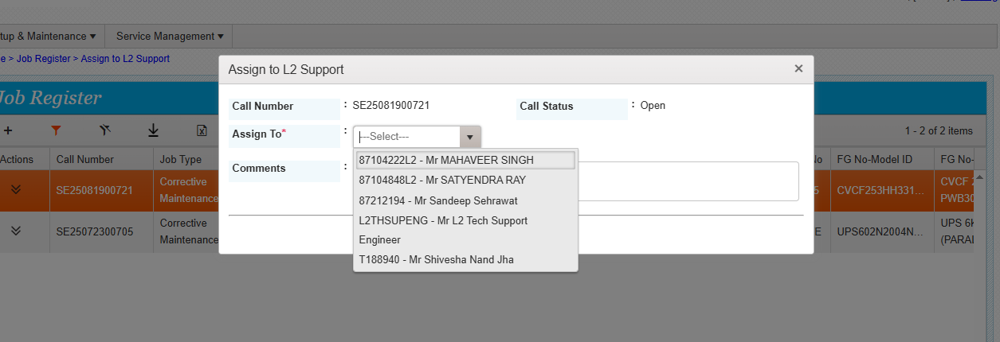 tup & Maintenance
Service Management
e > Job Register > Assign to L2 Support
Assign to L2 Support
Job Register
Call Number : SE25081900721 Call Status : Open
Assign To* : ---Select---
87104222L2 - Mr MAHAVEER SINGH
87104848L2 - Mr SATYENDRA RAY
87212194 - Mr Sandeep Sehrawat
L2THSUPENG - Mr L2 Tech Support
Engineer
T188940 - Mr Shivesha Nand Jha
Comments :
1 - 2 of 2 items
Actions Call Number Job Type No FG No-Model ID FG No-
SE25081900721 Corrective Maintenance 5 CVCF253HH331... CVCF
PWB30
SE25072300705 Corrective Maintenance E UPS602N2004N... UPS 6
(PARAL